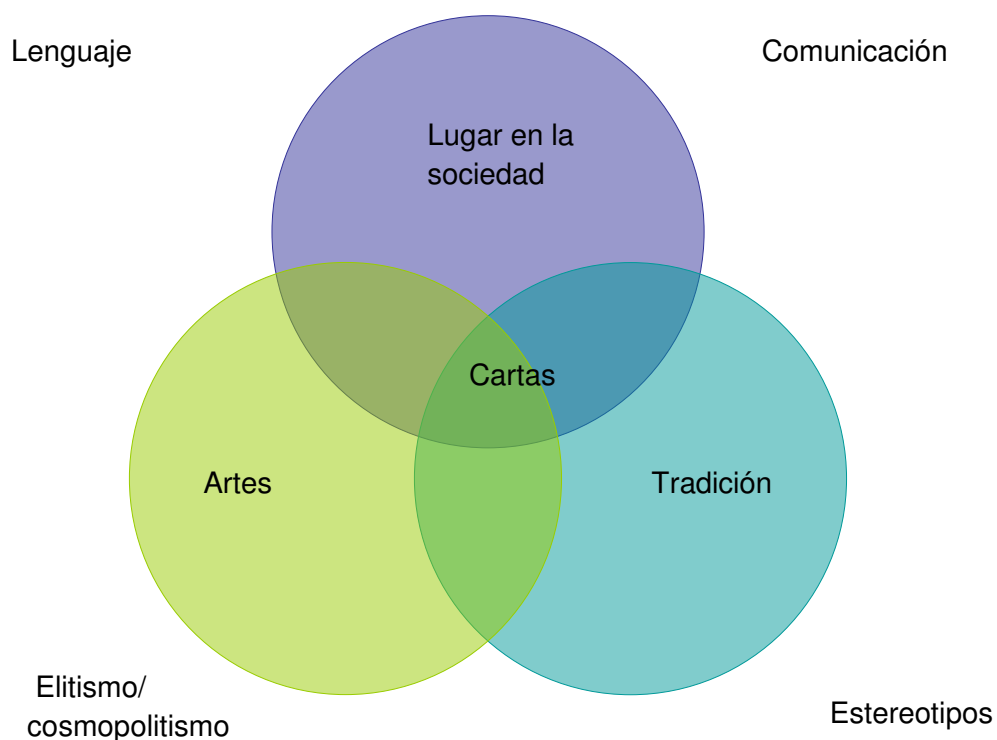 Lenguaje
Comunicación
Lugar en la
sociedad
Cartas
Artes
Tradición
Elitismo/
cosmopolitismo
Estereotipos